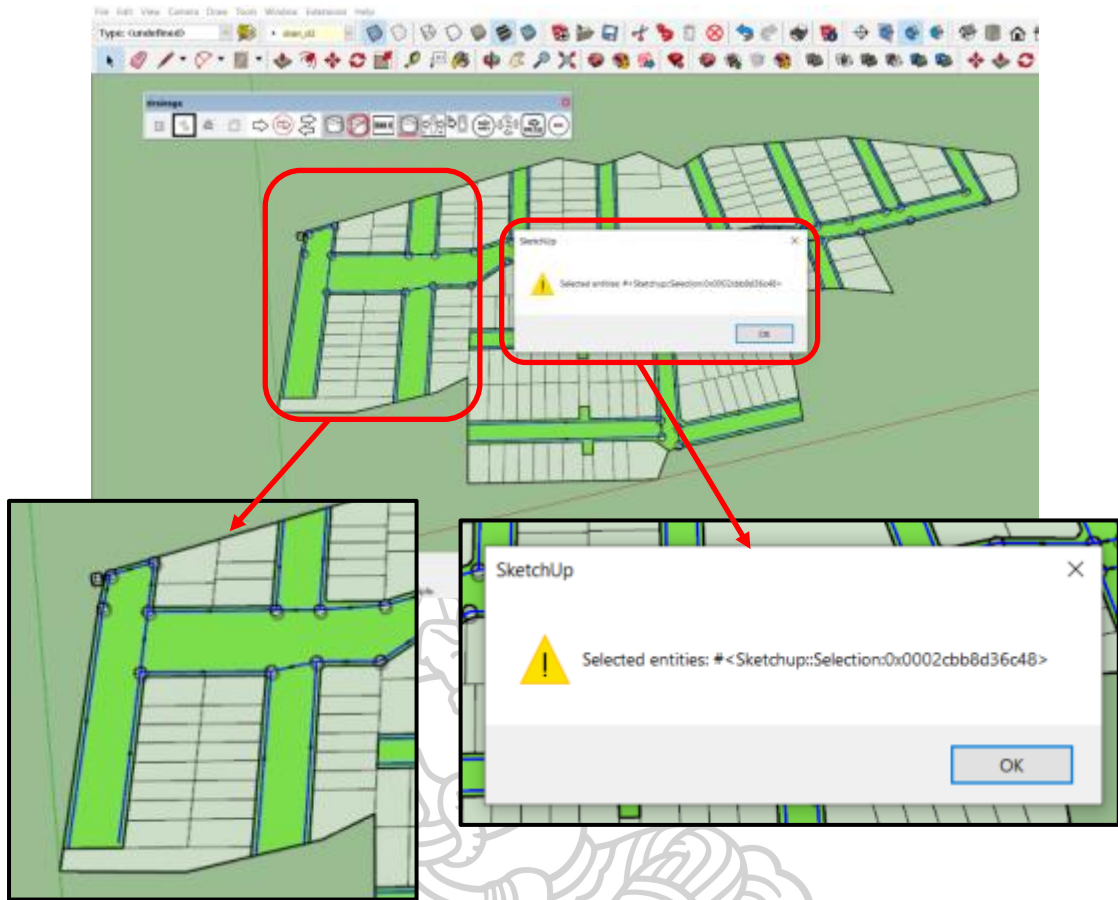 File Edit View Camera Draw Tools Window Extensions Help
Type: <undefined>
drainage
SketchUp
Selected entities: #<Sketchup::Selection:0x0002cbb8d36c48>
OK
SketchUp
Selected entities: #<Sketchup::Selection:0x0002cbb8d36c48>
OK